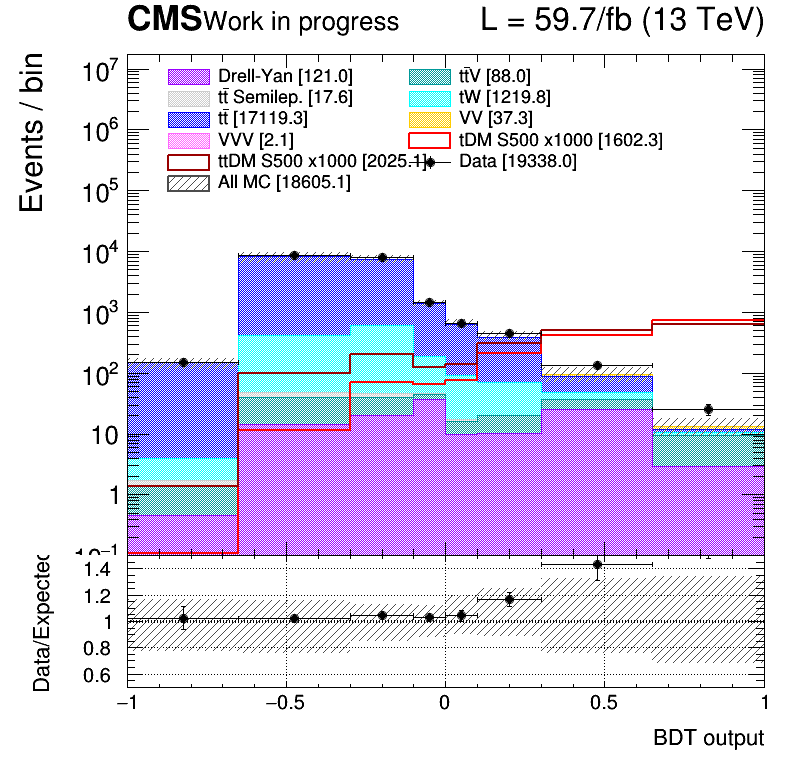 CMS Work in progress L = 59.7/fb (13 TeV)
Events / bin
10⁷
10⁶
10⁵
10⁴
10³
10²
10
1
10⁻¹
Drell-Yan [121.0] tt̄V [88.0]
tt̄ Semilep. [17.6] tW [1219.8]
tt̄ [17119.3] VV [37.3]
VVV [2.1] tDM S500 x1000 [1602.3]
ttDM S500 x1000 [2025.1] Data [19338.0]
All MC [18605.1]
Data/Expected
1.4
1.2
1
0.8
0.6
−1 −0.5 0 0.5 1
BDT output